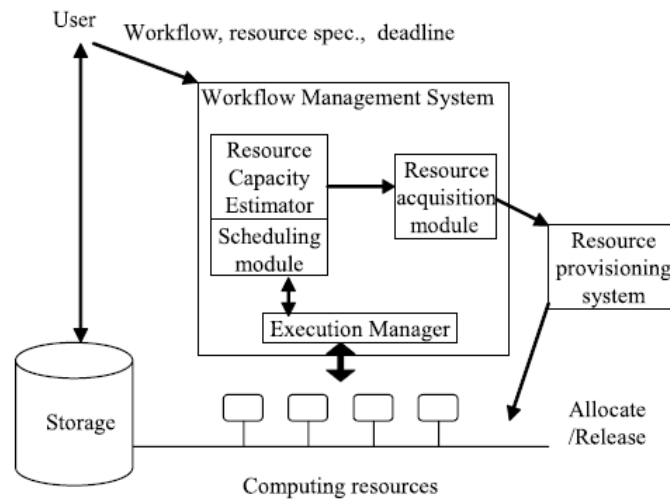 User
Workflow, resource spec., deadline
Workflow Management System
Resource
Capacity
Estimator
Scheduling
module
Resource
acquisition
module
Resource
provisioning
system
Execution Manager
Storage
Allocate
/Release
Computing resources